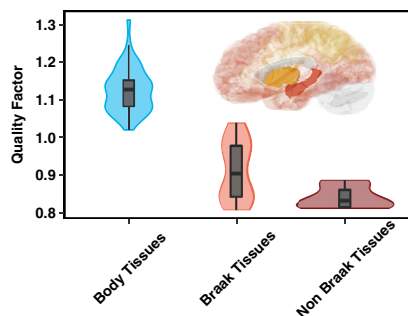 Quality Factor
1.3
1.2
1.1
1.0
0.9
0.8
Body Tissues
Braak Tissues
Non Braak Tissues